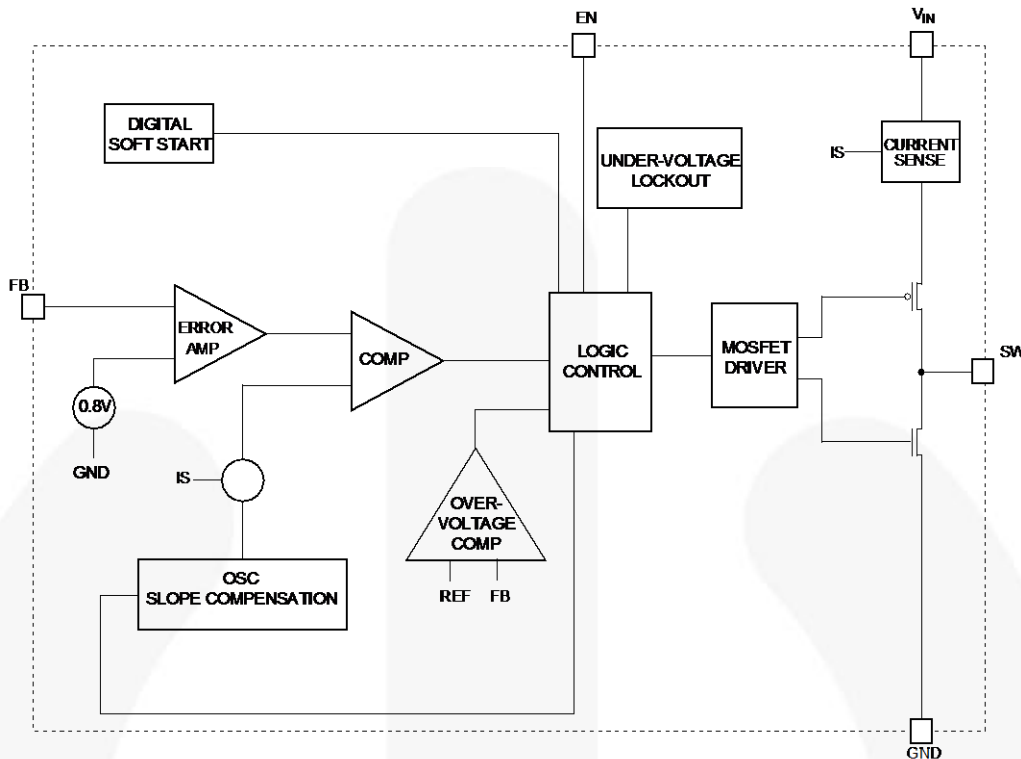 EN
VIN
DIGITAL
SOFT START
UNDER-VOLTAGE
LOCKOUT
IS
CURRENT
SENSE
FB
ERROR
AMP
COMP
LOGIC
CONTROL
MOSFET
DRIVER
SW
0.8V
GND
IS
OVER-
VOLTAGE
COMP
REF
FB
OSC
SLOPE COMPENSATION
GND